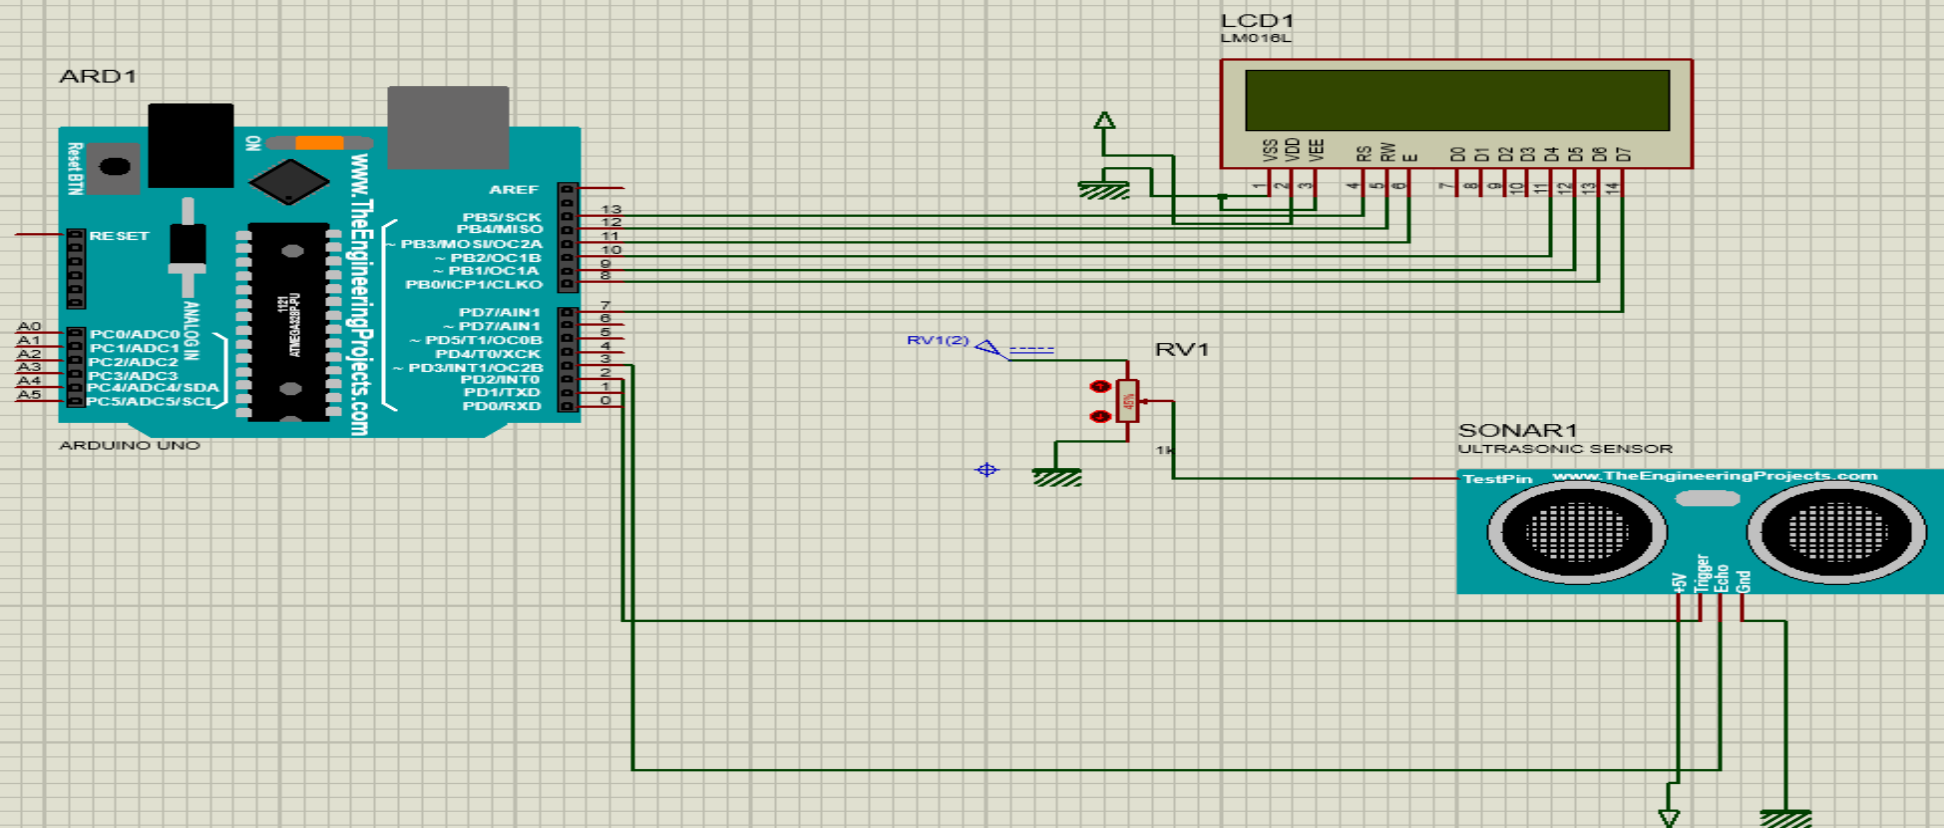 LCD1
LM016L
ARD1
Reset BTN
ON
www.TheEngineeringProjects.com
AREF
PB5/SCK 13
PB4/MISO 12
~ PB3/MOSI/OC2A 11
~ PB2/OC1B 10
~ PB1/OC1A 9
PB0/ICP1/CLKO 8
PD7/AIN1 7
~ PD7/AIN1 6
~ PD5/T1/OC0B 5
PD4/T0/XCK 4
~ PD3/INT1/OC2B 3
PD2/INT0 2
PD1/TXD 1
PD0/RXD 0
RESET
ANALOG IN
1121
ATMEGA328P-PU
A0 PC0/ADC0
A1 PC1/ADC1
A2 PC2/ADC2
A3 PC3/ADC3
A4 PC4/ADC4/SDA
A5 PC5/ADC5/SCL
ARDUINO UNO
VSS VDD VEE RS RW E D0 D1 D2 D3 D4 D5 D6 D7
1 2 3 4 5 6 7 8 9 10 11 12 13 14
RV1(2)
RV1
45%
1k
SONAR1
ULTRASONIC SENSOR
TestPin
www.TheEngineeringProjects.com
+5V
Trigger
Echo
Gnd